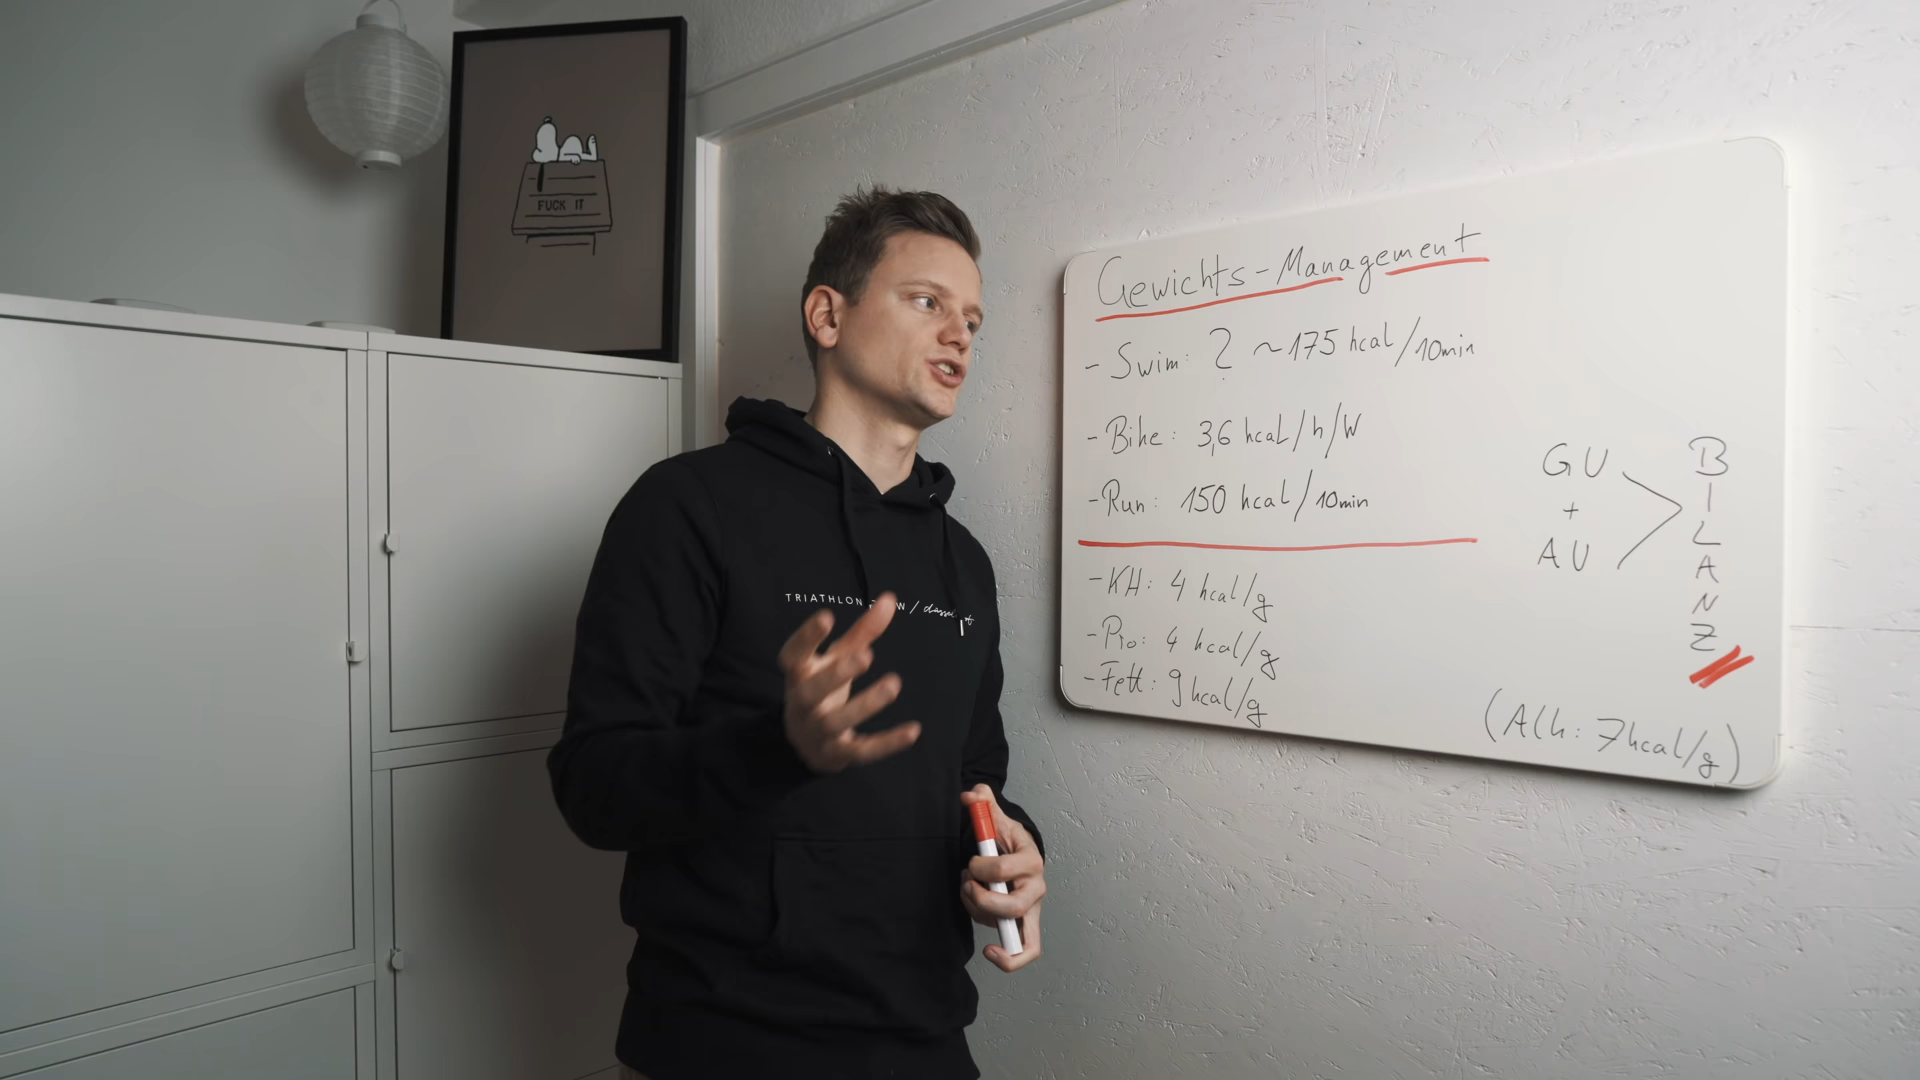 FUCK IT
TRIATHLON
Gewichts-Management
- Swim: ? ~175 kcal/10min
- Bike: 3,6 kcal/h/W
- Run: 150 kcal/10min
- KH: 4 kcal/g
- Pro: 4 kcal/g
- Fett: 9 kcal/g
GU
+
AU
BILANZ
(Alk: 7kcal/g)